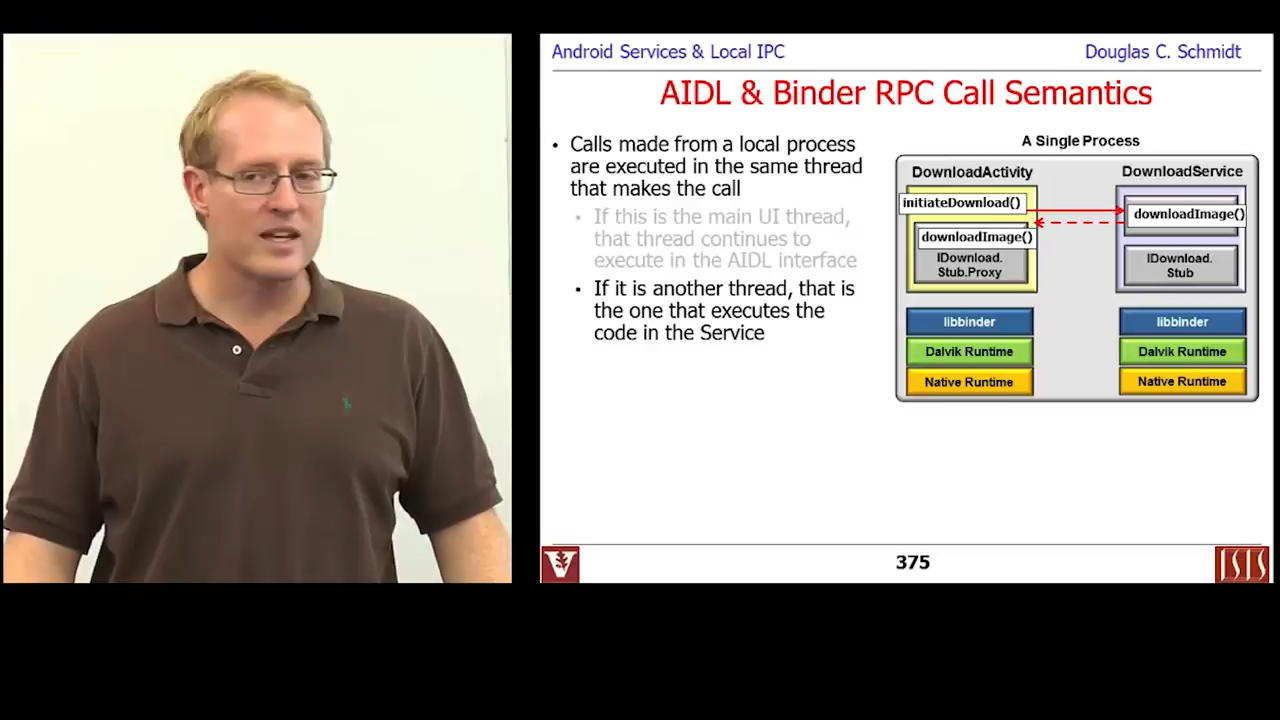 Android Services & Local IPC
Douglas C. Schmidt
AIDL & Binder RPC Call Semantics
• Calls made from a local process
are executed in the same thread
that makes the call
• If this is the main UI thread,
that thread continues to
execute in the AIDL interface
• If it is another thread, that is
the one that executes the
code in the Service
A Single Process
DownloadActivity
initiateDownload()
downloadImage()
IDownload.
Stub.Proxy
libbinder
Dalvik Runtime
Native Runtime
DownloadService
downloadImage()
IDownload.
Stub
libbinder
Dalvik Runtime
Native Runtime
V
375
ISIS